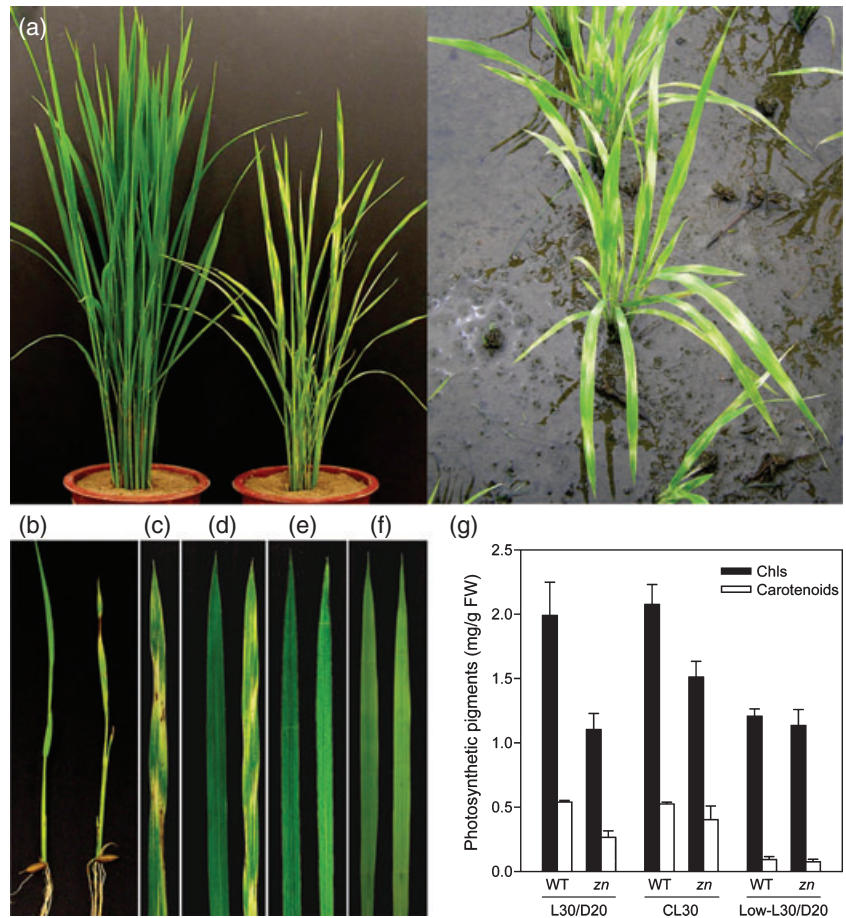 (a)
(b) (c) (d) (e) (f) (g)
Photosynthetic pigments (mg/g FW)
2.5
2.0
1.5
1.0
0.5
0.0
Chls
Carotenoids
WT zn WT zn WT zn
L30/D20 CL30 Low-L30/D20